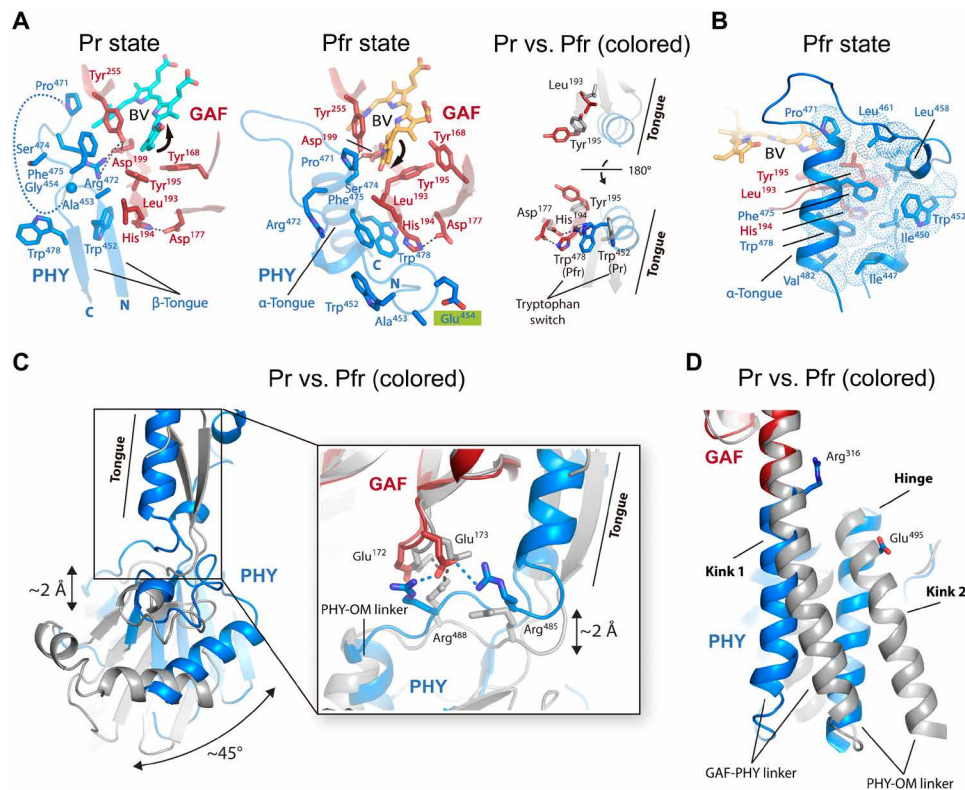 A
Pr state
Pfr state
Pr vs. Pfr (colored)
B
Pfr state
Tyr255
Pro471
BV
GAF
Ser474
Asp199
Tyr168
Phe475
Gly454
Arg472
Tyr195
Ala453
Leu193
Trp478
Trp452
His194
Asp177
PHY
β-Tongue
C
N
Tyr255
BV
GAF
Asp199
Tyr168
Pro471
Ser474
Tyr195
Phe475
Leu193
Arg472
His194
Asp177
PHY
C
Trp478
α-Tongue
N
Trp452
Ala453
Glu454
Leu193
Tyr195
Tongue
180°
Tyr195
Asp177
His194
Trp478
(Pfr)
Trp452
(Pr)
Tongue
Tryptophan
switch
Pro471
Leu461
Leu458
BV
Tyr195
Leu193
Phe475
His194
Trp452
Trp478
Ile450
α-Tongue
Val482
Ile447
C
Pr vs. Pfr (colored)
Tongue
PHY
~2 Å
~45°
GAF
Glu172
Glu173
Tongue
PHY-OM linker
Arg488
Arg485
~2 Å
PHY
D
Pr vs. Pfr (colored)
GAF
Arg316
Hinge
Glu495
Kink 1
Kink 2
PHY
GAF-PHY linker
PHY-OM linker